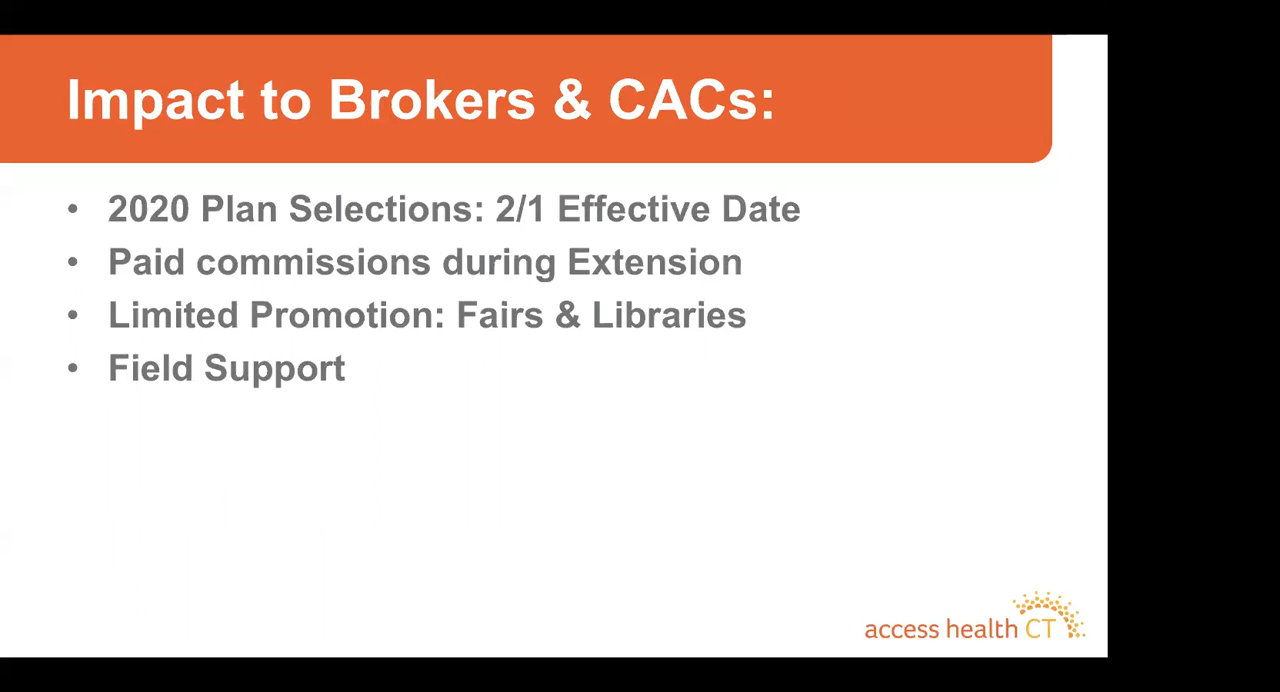 Impact to Brokers & CACs:
• 2020 Plan Selections: 2/1 Effective Date
• Paid commissions during Extension
• Limited Promotion: Fairs & Libraries
• Field Support
access health CT